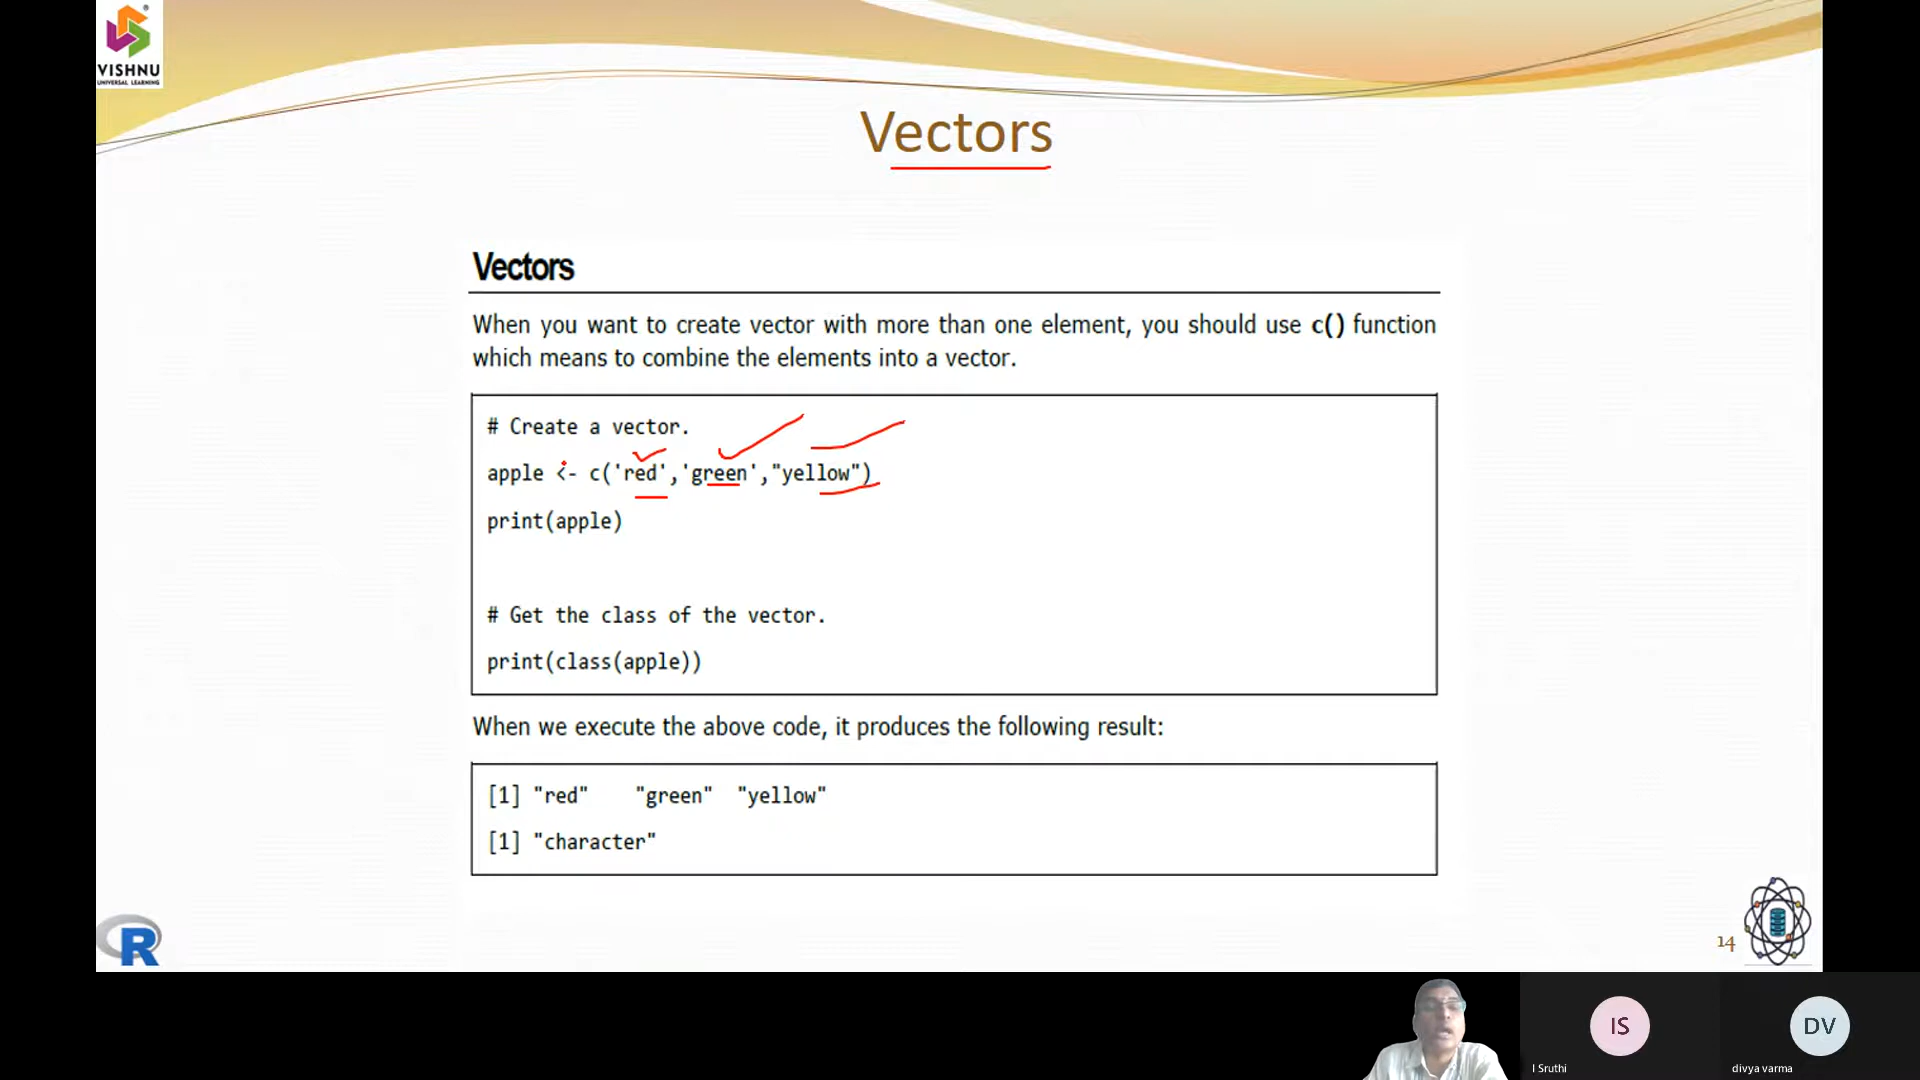 VISHNU
UNIVERSAL LEARNING
Vectors
Vectors
When you want to create vector with more than one element, you should use c() function
which means to combine the elements into a vector.
# Create a vector.
apple <- c('red','green',"yellow")
print(apple)
# Get the class of the vector.
print(class(apple))
When we execute the above code, it produces the following result:
[1] "red"    "green"  "yellow"
[1] "character"
R
14
IS
DV
I Sruthi
divya varma